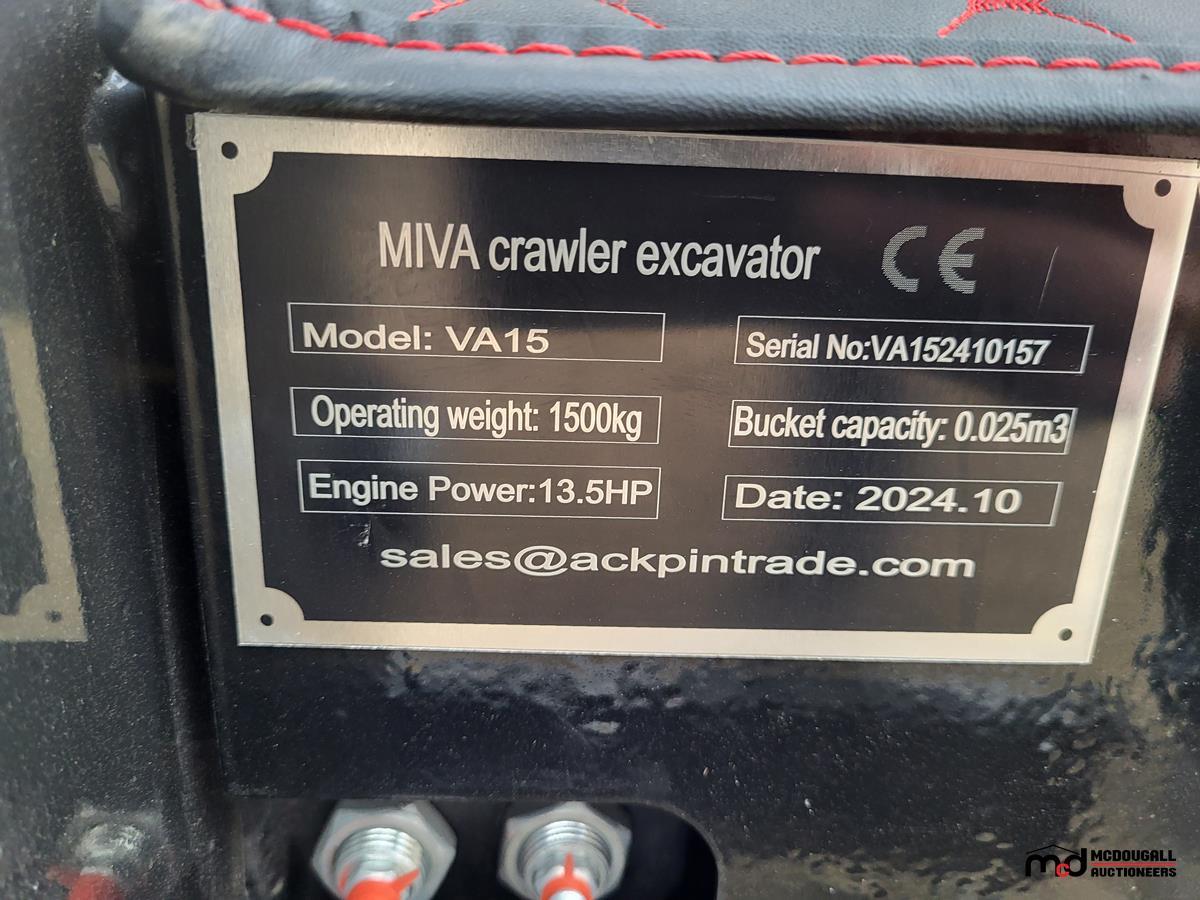 MIVA crawler excavator CE
Model: VA15
Serial No:VA152410157
Operating weight: 1500kg
Bucket capacity: 0.025m3
Engine Power:13.5HP
Date: 2024.10
sales@ackpintrade.com
mcd MCDOUGALL
AUCTIONEERS